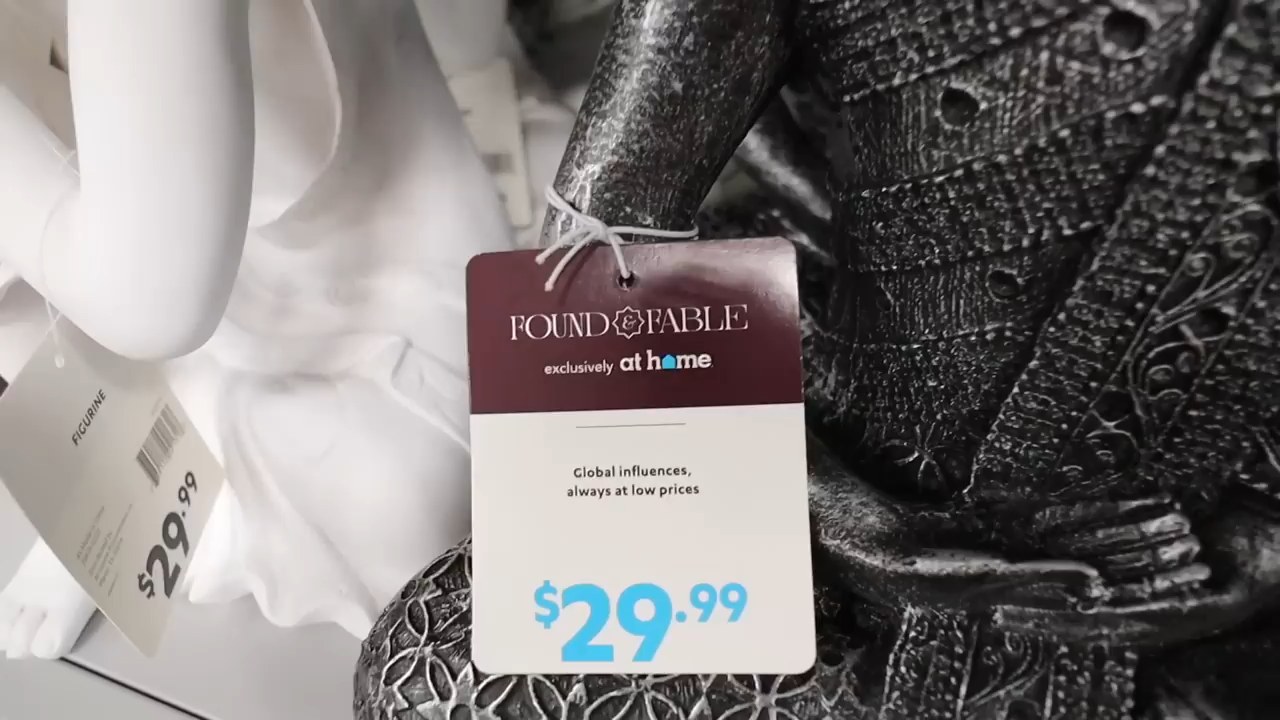 FOUND & FABLE
exclusively at home
Global influences,
always at low prices
$29.99
FIGURINE
$29.99